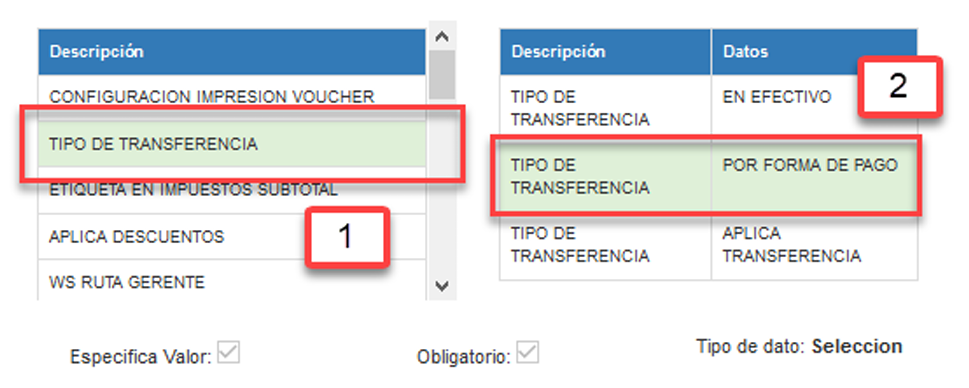 Descripción
CONFIGURACION IMPRESION VOUCHER
TIPO DE TRANSFERENCIA
ETIQUETA EN IMPUESTOS SUBTOTAL
APLICA DESCUENTOS
1
WS RUTA GERENTE
Descripción Datos
2
TIPO DE EN EFECTIVO
TRANSFERENCIA
TIPO DE POR FORMA DE PAGO
TRANSFERENCIA
TIPO DE APLICA
TRANSFERENCIA TRANSFERENCIA
Especifica Valor: Obligatorio: Tipo de dato: Seleccion